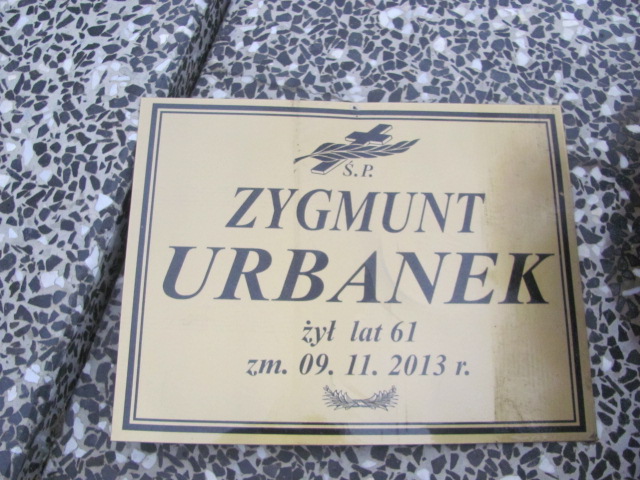 Ś.P.
ZYGMUNT
URBANEK
żył lat 61
zm. 09. 11. 2013 r.